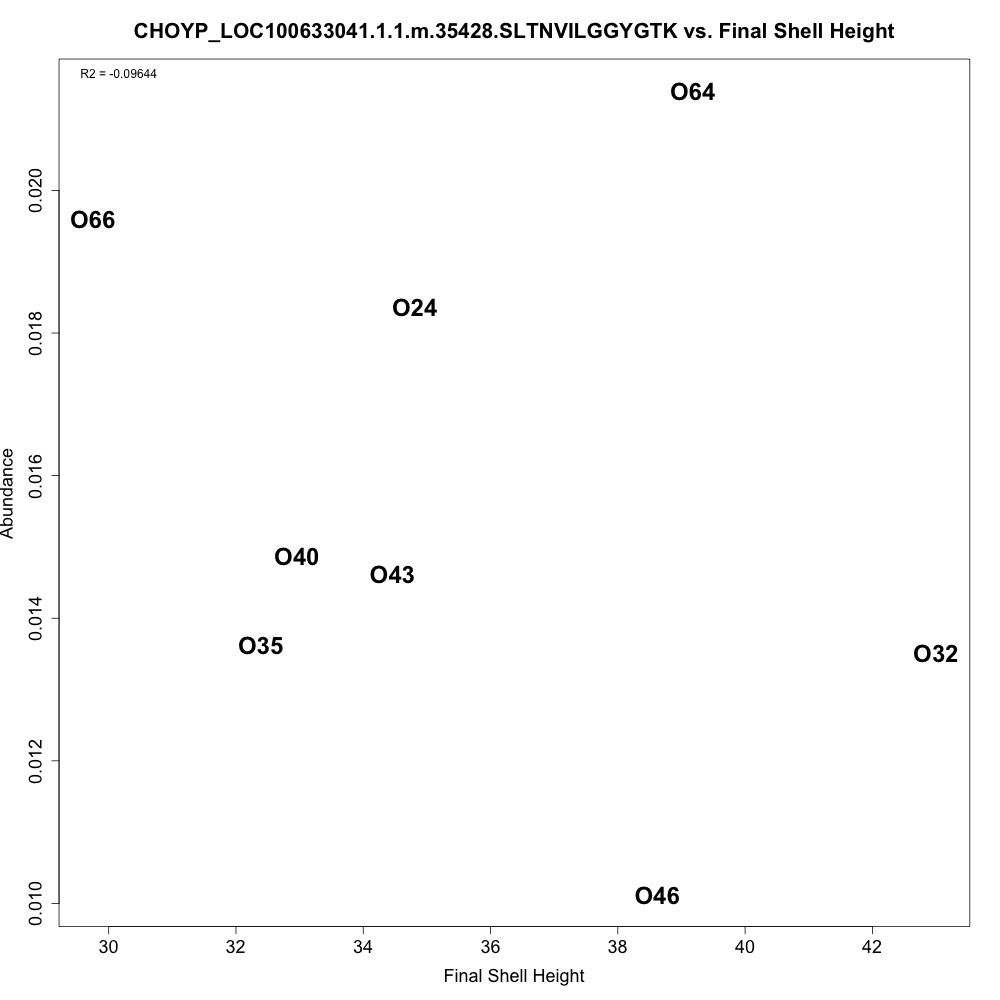 CHOYP_LOC100633041.1.1.m.35428.SLTNVILGGYGTK vs. Final Shell Height
R2 = -0.09644
O64
0.020
O66
O24
0.018
0.016
Abundance
O40
O43
0.014
O35
O32
0.012
O46
0.010
30 32 34 36 38 40 42
Final Shell Height